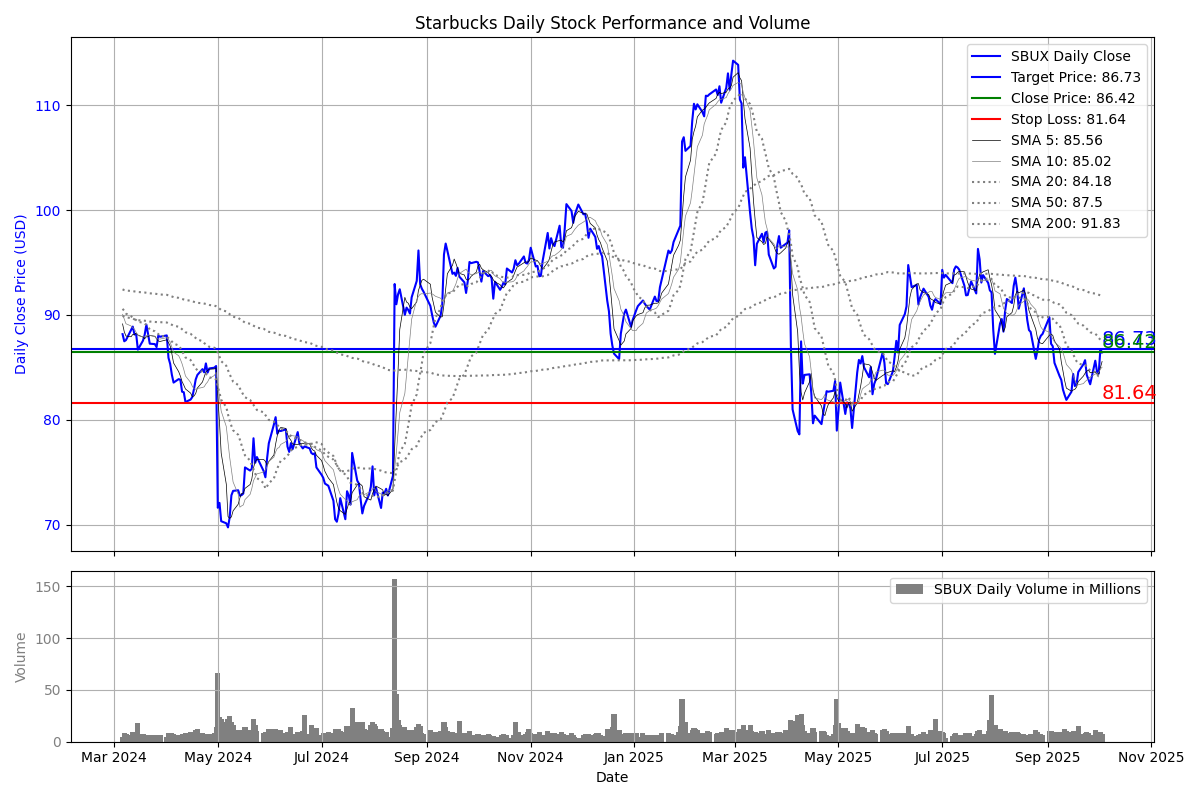 Starbucks Daily Stock Performance and Volume
Daily Close Price (USD)
110
100
90
80
70
SBUX Daily Close
Target Price: 86.73
Close Price: 86.42
Stop Loss: 81.64
SMA 5: 85.56
SMA 10: 85.02
SMA 20: 84.18
SMA 50: 87.5
SMA 200: 91.83
86.73
86.42
81.64
Volume
150
100
50
0
SBUX Daily Volume in Millions
Mar 2024
May 2024
Jul 2024
Sep 2024
Nov 2024
Jan 2025
Mar 2025
May 2025
Jul 2025
Sep 2025
Nov 2025
Date